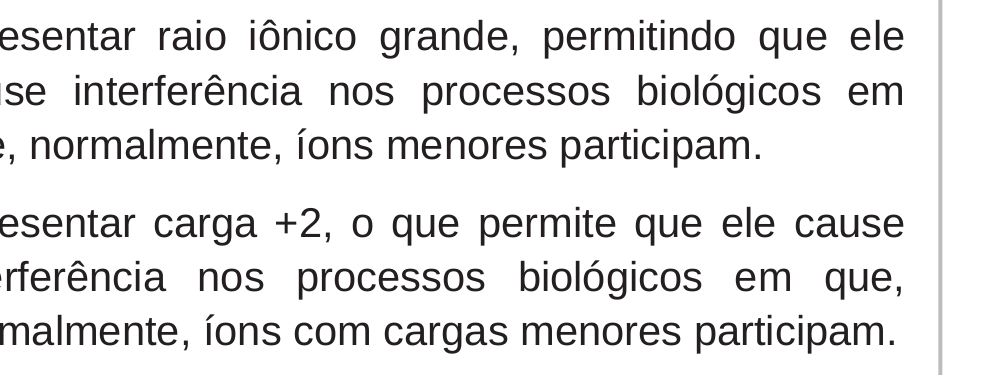 esentar raio iônico grande, permitindo que ele
se interferência nos processos biológicos em
, normalmente, íons menores participam.
esentar carga +2, o que permite que ele cause
rferência nos processos biológicos em que,
malmente, íons com cargas menores participam.